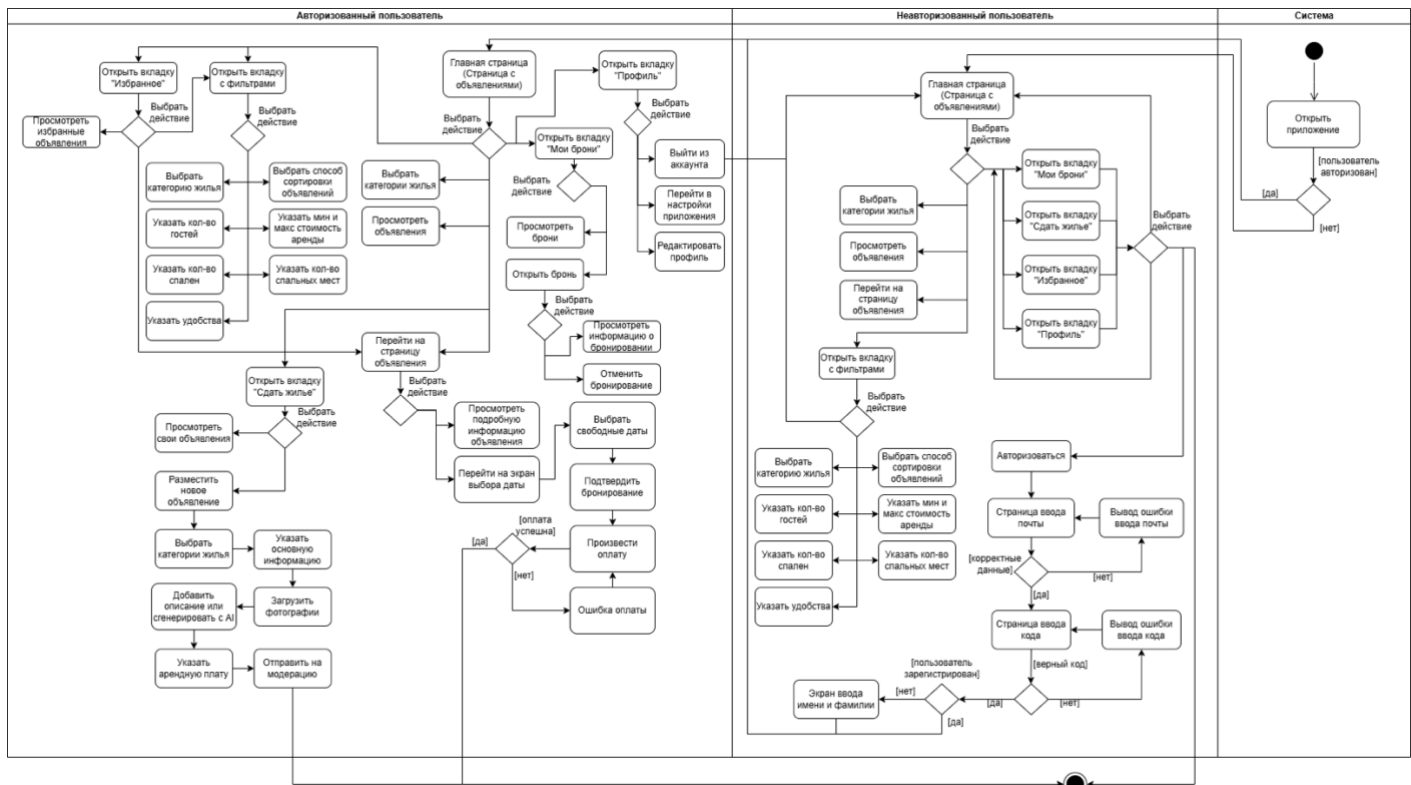 Авторизованный пользователь
Неавторизованный пользователь
Система
Открыть вкладку
"Избранное"
Открыть вкладку
с фильтрами
Главная страница
(Страница с
объявлениями)
Открыть вкладку
"Профиль"
Выбрать
действие
Выбрать
действие
Выбрать
действие
Выбрать
действие
Просмотреть
избранные
объявления
Открыть вкладку
"Мои брони"
Выйти из
аккаунта
Выбрать
категорию жилья
Выбрать способ
сортировки
объявлений
Выбрать
категории жилья
Выбрать
действие
Перейти в
настройки
приложения
Указать кол-во
гостей
Указать мин и
макс стоимость
аренды
Просмотреть
объявления
Просмотреть
брони
Редактировать
профиль
Указать кол-во
спален
Указать кол-во
спальных мест
Открыть бронь
Указать удобства
Выбрать
действие
Перейти на
страницу
объявления
Просмотреть
информацию о
бронировании
Отменить
бронирование
Открыть вкладку
"Сдать жилье"
Выбрать
действие
Выбрать
действие
Просмотреть
свои объявления
Просмотреть
подробную
информацию
объявления
Выбрать
свободные даты
Перейти на экран
выбора даты
Подтвердить
бронирование
Разместить
новое
объявление
[оплата
успешна]
[да]
[нет]
Произвести
оплату
Выбрать
категории жилья
Указать
основную
информацию
Добавить
описание или
сгенерировать с AI
Загрузить
фотографии
Ошибка оплаты
Указать
арендную плату
Отправить на
модерацию
Главная страница
(Страница с
объявлениями)
Выбрать
действие
Открыть вкладку
"Мои брони"
Выбрать
категории жилья
Открыть вкладку
"Сдать жилье"
Выбрать
действие
Просмотреть
объявления
Открыть вкладку
"Избранное"
Перейти на
страницу
объявления
Открыть вкладку
"Профиль"
Открыть вкладку
с фильтрами
Выбрать
действие
Выбрать
категорию жилья
Выбрать способ
сортировки
объявлений
Авторизоваться
Указать кол-во
гостей
Указать мин и
макс стоимость
аренды
Страница ввода
почты
Вывод ошибки
ввода почты
Указать кол-во
спален
Указать кол-во
спальных мест
[корректные
данные]
[нет]
[да]
Указать удобства
Страница ввода
кода
Вывод ошибки
ввода кода
[пользователь
зарегистрирован]
[верный код]
Экран ввода
имени и фамилии
[нет]
[да]
[нет]
[да]
Открыть
приложение
[пользователь
авторизован]
[да]
[нет]